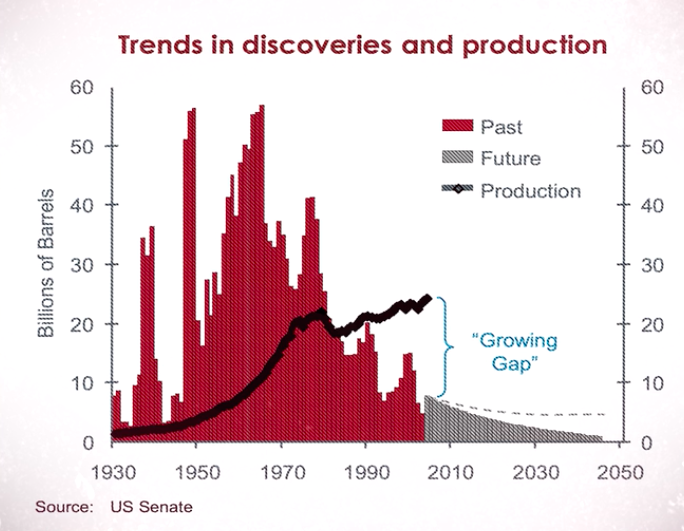 Trends in discoveries and production
60 60
50 50
40 40
30 30
20 20
10 10
0 0
Billions of Barrels
Past
Future
Production
“Growing
Gap”
1930 1950 1970 1990 2010 2030 2050
Source: US Senate